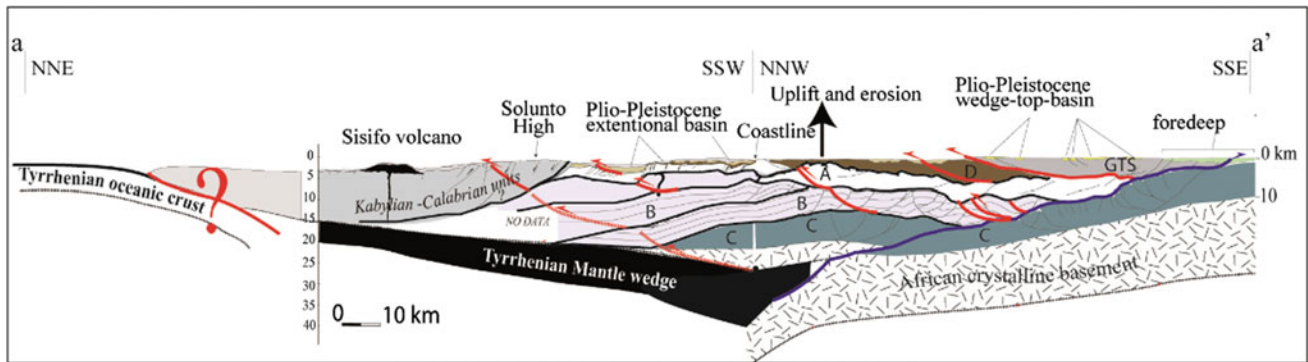 a
a'
NNE
SSW
NNW
SSE
Sisifo volcano
Solunto
High
Plio-Pleistocene
extentional basin
Coastline
Uplift and erosion
Plio-Pleistocene
wedge-top-basin
foredeep
0
5
10
15
20
25
30
35
40
0 km
10
Tyrrhenian oceanic crust
?
Kabylian -Calabrian units
?
NO DATA
A
B
B
C
C
C
D
GTS
Tyrrhenian Mantle wedge
African crystalline basement
0 10 km